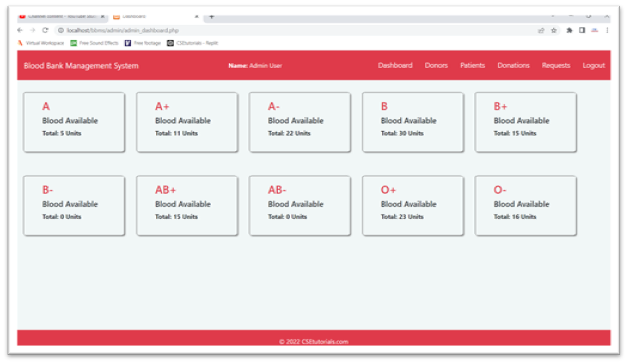 Dashboard
localhost/bbms/admin/admin_dashboard.php
Virtual Workspace Free Sound Effects Free footage CSEtutorials - Replit
Blood Bank Management System Name: Admin User Dashboard Donors Patients Donations Requests Logout
A A+ A- B B+
Blood Available Blood Available Blood Available Blood Available Blood Available
Total: 5 Units Total: 11 Units Total: 22 Units Total: 30 Units Total: 15 Units
B- AB+ AB- O+ O-
Blood Available Blood Available Blood Available Blood Available Blood Available
Total: 0 Units Total: 15 Units Total: 0 Units Total: 23 Units Total: 16 Units
© 2022 CSEtutorials.com